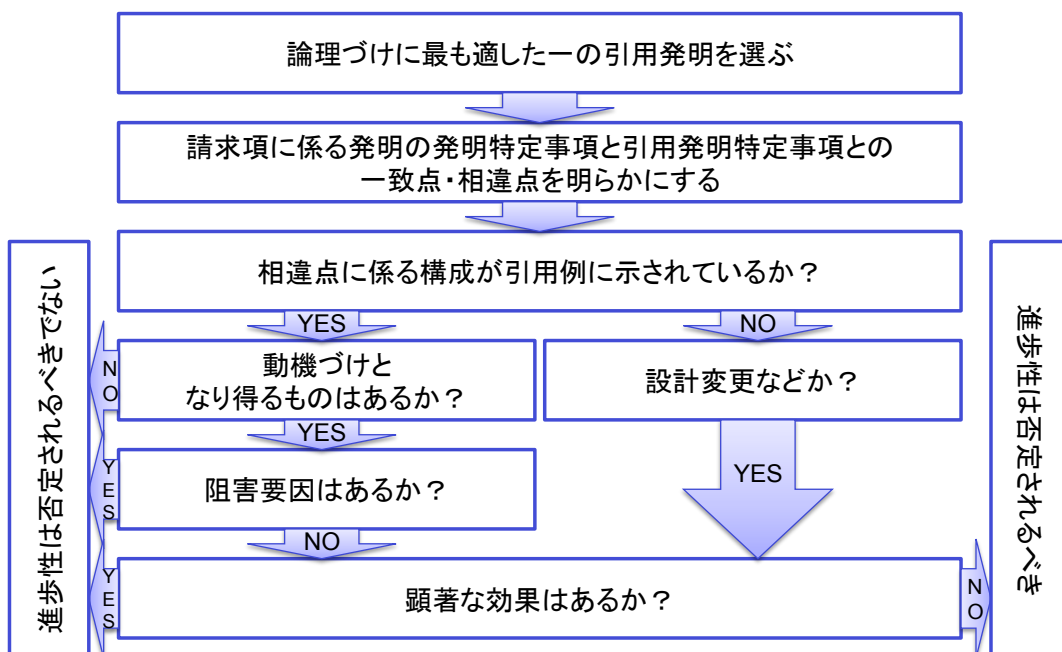 論理づけに最も適した一の引用発明を選ぶ
請求項に係る発明の発明特定事項と引用発明特定事項との
一致点・相違点を明らかにする
相違点に係る構成が引用例に示されているか？
YES
NO
動機づけと
なり得るものはあるか？
設計変更などか？
NO
YES
YES
阻害要因はあるか？
YES
NO
顕著な効果はあるか？
YES
NO
進歩性は否定されるべきでない
進歩性は否定されるべき